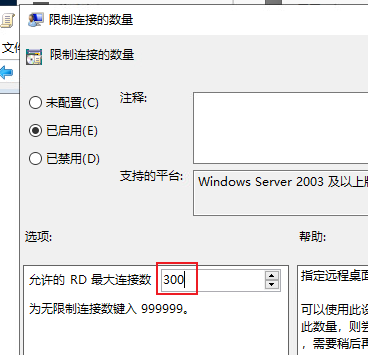 限制连接的数量
文件
限制连接的数量
未配置(C)
注释:
已启用(E)
已禁用(D)
支持的平台:
Windows Server 2003 及以上版
选项:
帮助:
允许的 RD 最大连接数
300
为无限制连接数键入 999999。
指定远程桌面
可以使用此设
此数量，则尝
，需要稍后再